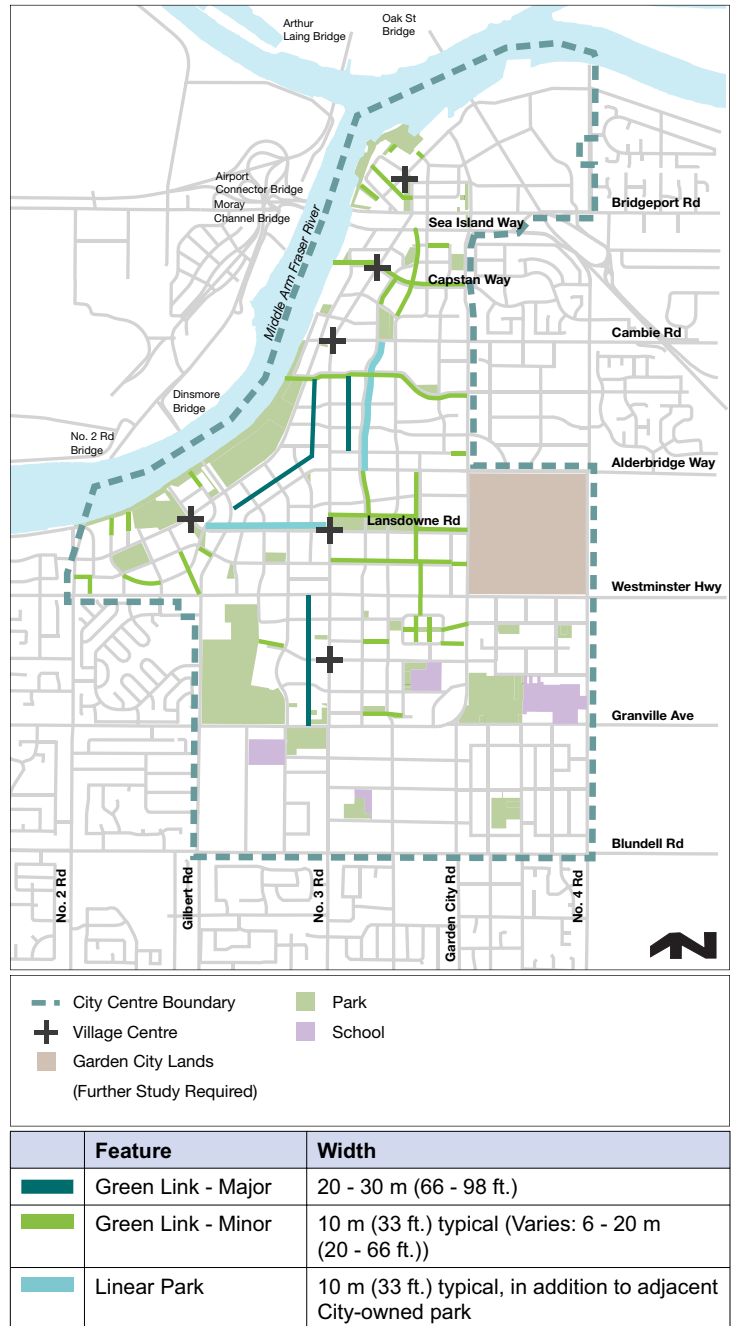 Arthur
Laing Bridge
Oak St
Bridge
Airport
Connector Bridge
Moray
Channel Bridge
Bridgeport Rd
Sea Island Way
Middle Arm Fraser River
Capstan Way
Cambie Rd
Dinsmore
Bridge
No. 2 Rd
Bridge
Alderbridge Way
Lansdowne Rd
Westminster Hwy
Granville Ave
Blundell Rd
No. 2 Rd
Gilbert Rd
No. 3 Rd
Garden City Rd
No. 4 Rd
N
City Centre Boundary
Village Centre
Garden City Lands
(Further Study Required)
Park
School
Feature
Width
Green Link - Major
20 - 30 m (66 - 98 ft.)
Green Link - Minor
10 m (33 ft.) typical (Varies: 6 - 20 m
(20 - 66 ft.))
Linear Park
10 m (33 ft.) typical, in addition to adjacent
City-owned park